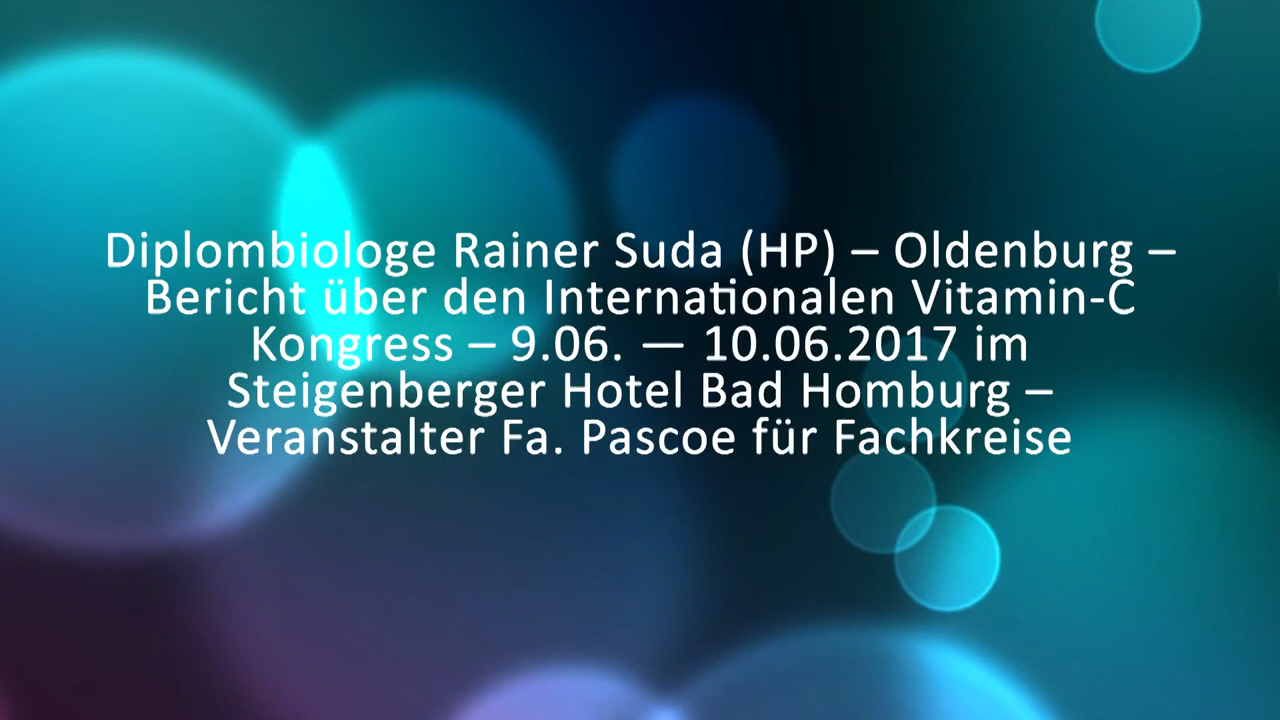 Diplombiologe Rainer Suda (HP) – Oldenburg –
Bericht über den Internationalen Vitamin-C
Kongress – 9.06. — 10.06.2017 im
Steigenberger Hotel Bad Homburg –
Veranstalter Fa. Pascoe für Fachkreise